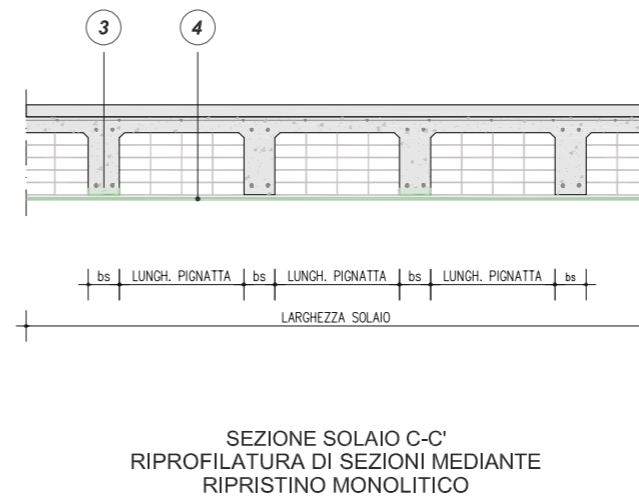 3 4
bs LUNGH. PIGNATTA bs LUNGH. PIGNATTA bs LUNGH. PIGNATTA bs
LARGHEZZA SOLAIO
SEZIONE SOLAIO C-C'
RIPROFILATURA DI SEZIONI MEDIANTE
RIPRISTINO MONOLITICO